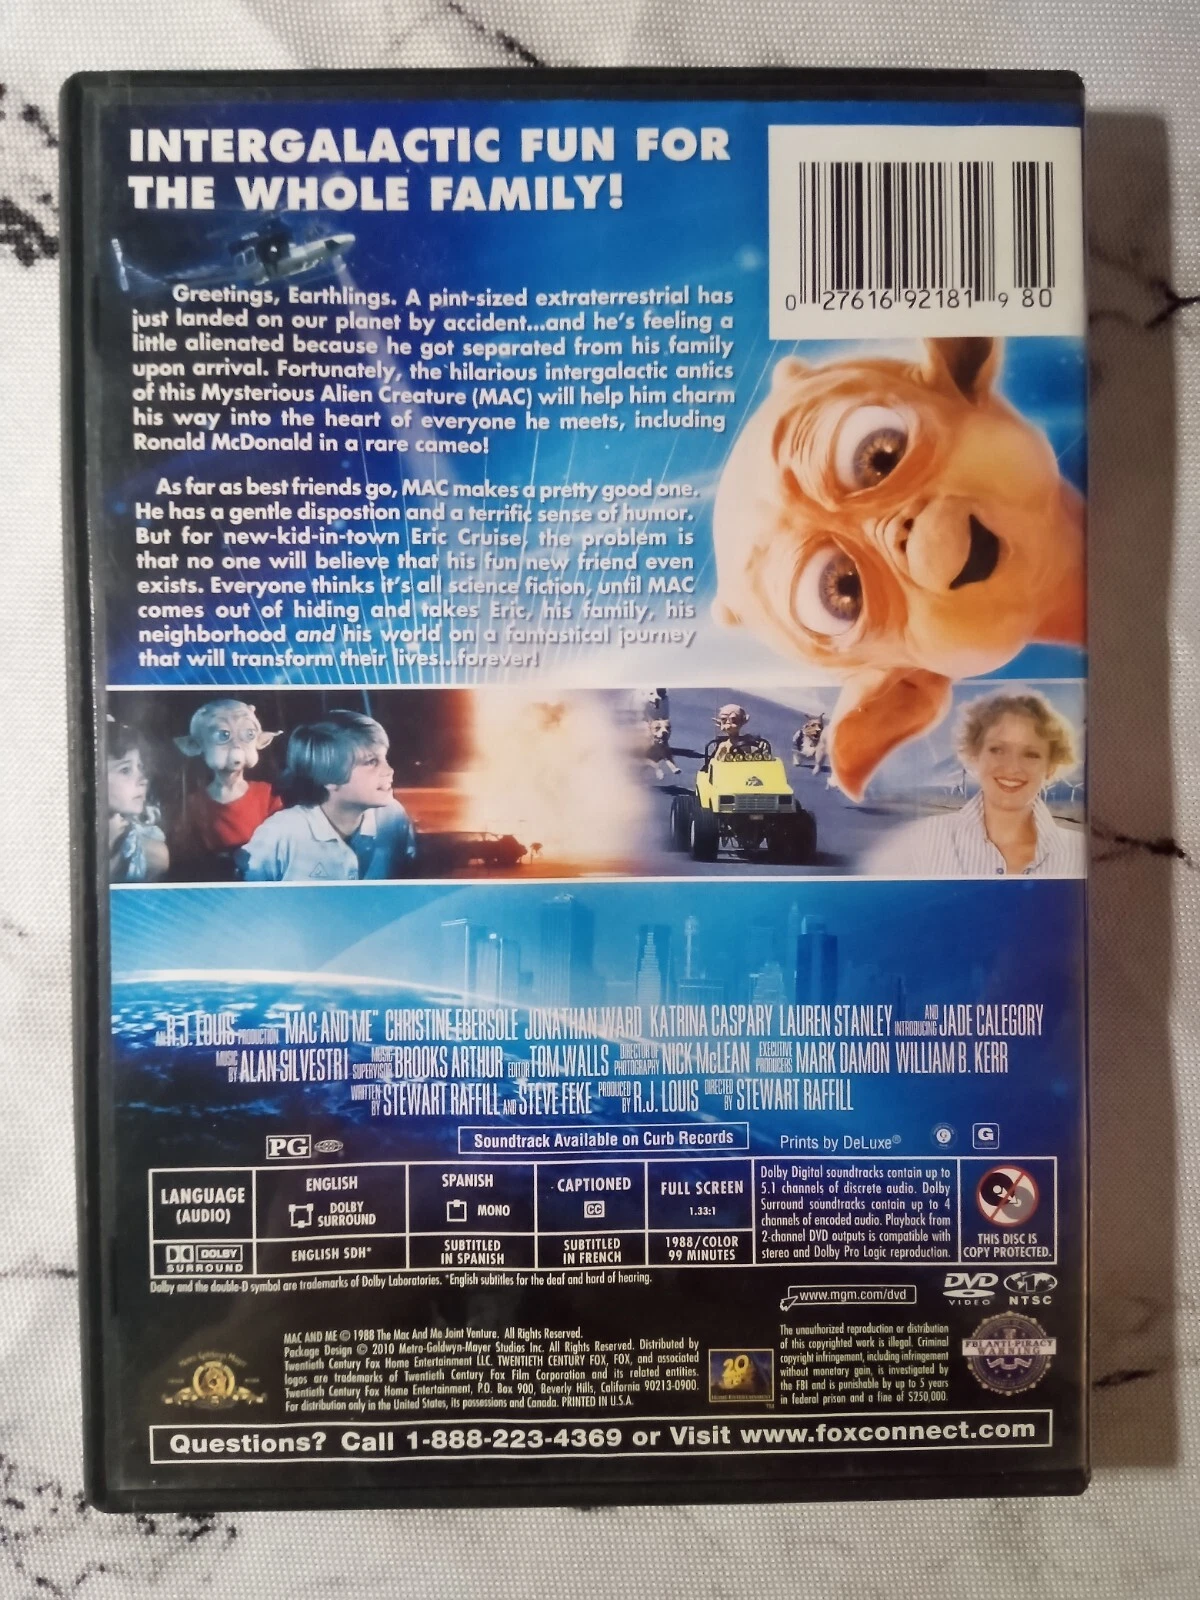 INTERGALACTIC FUN FOR
THE WHOLE FAMILY!
0 27616 92181 9 80
Greetings, Earthlings. A pint-sized extraterrestrial has
just landed on our planet by accident...and he's feeling a
little alienated because he got separated from his family
upon arrival. Fortunately, the hilarious intergalactic antics
of this Mysterious Alien Creature (MAC) will help him charm
his way into the heart of everyone he meets, including
Ronald McDonald in a rare cameo!
As far as best friends go, MAC makes a pretty good one.
He has a gentle dispostion and a terrific sense of humor.
But for new-kid-in-town Eric Cruise, the problem is
that no one will believe that his fun new friend even
exists. Everyone thinks it's all science fiction, until MAC
comes out of hiding and takes Eric, his family, his
neighborhood and his world on a fantastical journey
that will transform their lives...forever!
AN R.J. LOUIS PRODUCTION "MAC AND ME" CHRISTINE EBERSOLE JONATHAN WARD KATRINA CASPARY LAUREN STANLEY AND INTRODUCING JADE CALEGORY
MUSIC BY ALAN SILVESTRI MUSIC SUPERVISOR BROOKS ARTHUR EDITOR TOM WALLS DIRECTOR OF PHOTOGRAPHY NICK McLEAN EXECUTIVE PRODUCERS MARK DAMON WILLIAM B. KERR
WRITTEN BY STEWART RAFFILL AND STEVE FEKE PRODUCED BY R.J. LOUIS DIRECTED BY STEWART RAFFILL
PG
Soundtrack Available on Curb Records
Prints by DeLuxe®
G
LANGUAGE
(AUDIO)
ENGLISH
DOLBY
SURROUND
SPANISH
MONO
CAPTIONED
CC
FULL SCREEN
1.33:1
DOLBY
SURROUND
ENGLISH SDH*
SUBTITLED
IN SPANISH
SUBTITLED
IN FRENCH
1988/COLOR
99 MINUTES
Dolby Digital soundtracks contain up to
5.1 channels of discrete audio. Dolby
Surround soundtracks contain up to 4
channels of encoded audio. Playback from
2-channel DVD outputs is compatible with
stereo and Dolby Pro Logic reproduction.
THIS DISC IS
COPY PROTECTED.
Dolby and the double-D symbol are trademarks of Dolby Laboratories. *English subtitles for the deaf and hard of hearing.
www.mgm.com/dvd
DVD
VIDEO
NTSC
MAC AND ME © 1988 The Mac And Me Joint Venture. All Rights Reserved.
Package Design © 2010 Metro-Goldwyn-Mayer Studios Inc. All Rights Reserved. Distributed by
Twentieth Century Fox Home Entertainment LLC. TWENTIETH CENTURY FOX, FOX, and associated
logos are trademarks of Twentieth Century Fox Film Corporation and its related entities.
Twentieth Century Fox Home Entertainment, P.O. Box 900, Beverly Hills, California 90213-0900.
For distribution only in the United States, its possessions and Canada. PRINTED IN U.S.A.
20
HOME ENTERTAINMENT
TM
The unauthorized reproduction or distribution
of this copyrighted work is illegal. Criminal
copyright infringement, including infringement
without monetary gain, is investigated by
the FBI and is punishable by up to 5 years
in federal prison and a fine of $250,000.
FBI ANTI-PIRACY
WARNING
Questions? Call 1-888-223-4369 or Visit www.foxconnect.com